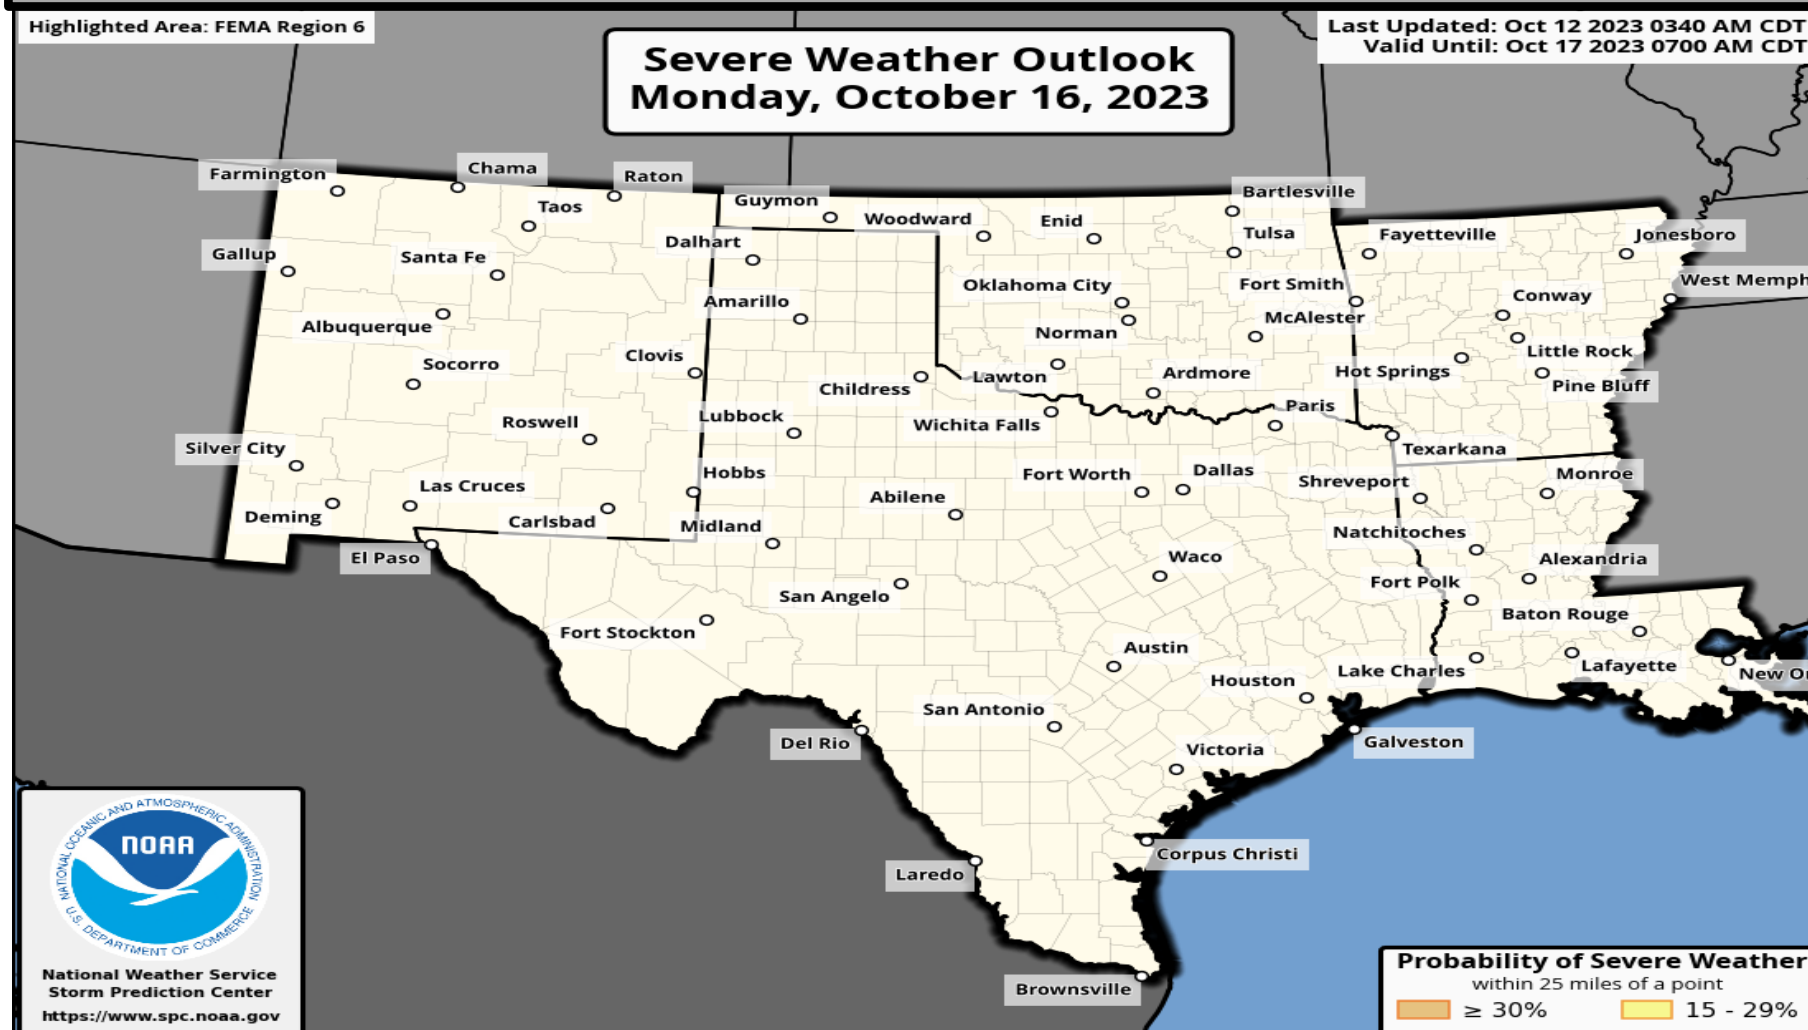 Highlighted Area: FEMA Region 6
Last Updated: Oct 12 2023 0340 AM CDT
Valid Until: Oct 17 2023 0700 AM CDT
Severe Weather Outlook
Monday, October 16, 2023
Farmington
Chama
Raton
Taos
Guymon
Woodward
Enid
Bartlesville
Tulsa
Fayetteville
Jonesboro
Gallup
Santa Fe
Dalhart
Oklahoma City
Fort Smith
Conway
West Memph
Albuquerque
Amarillo
Norman
McAlester
Little Rock
Socorro
Clovis
Childress
Lawton
Ardmore
Hot Springs
Pine Bluff
Roswell
Lubbock
Wichita Falls
Paris
Texarkana
Silver City
Las Cruces
Hobbs
Abilene
Fort Worth
Dallas
Shreveport
Monroe
Deming
Carlsbad
Midland
Natchitoches
El Paso
San Angelo
Waco
Fort Polk
Alexandria
Fort Stockton
Austin
Baton Rouge
Houston
Lake Charles
Lafayette
New Or
San Antonio
Del Rio
Victoria
Galveston
Laredo
Corpus Christi
Brownsville
NATIONAL OCEANIC AND ATMOSPHERIC ADMINISTRATION
NOAA
U.S. DEPARTMENT OF COMMERCE
National Weather Service
Storm Prediction Center
https://www.spc.noaa.gov
Probability of Severe Weather
within 25 miles of a point
≥ 30%
15 - 29%